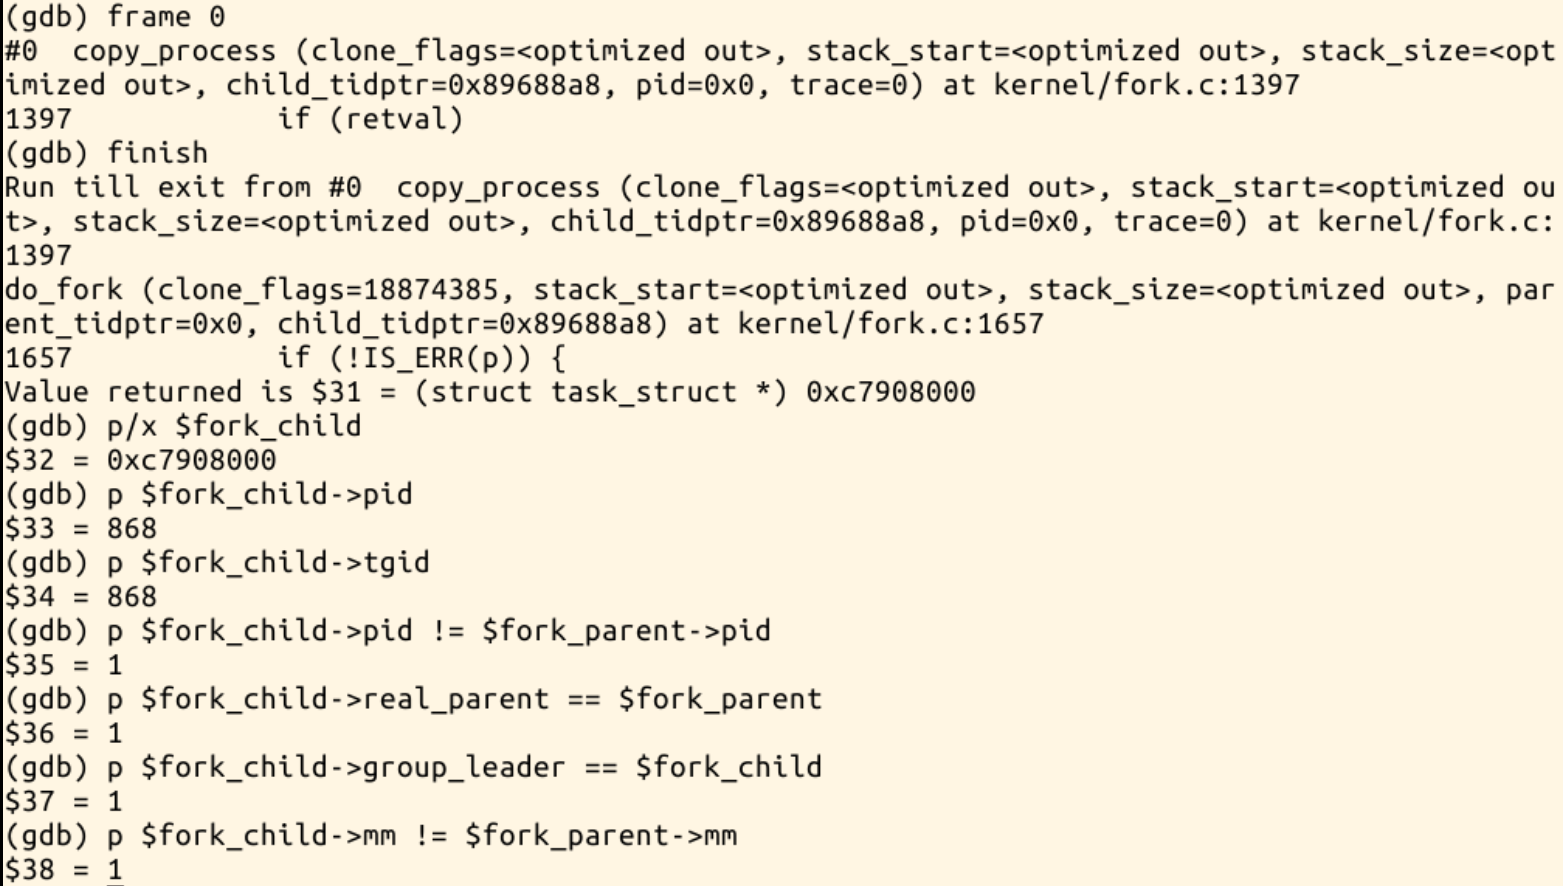 (gdb) frame 0
#0  copy_process (clone_flags=<optimized out>, stack_start=<optimized out>, stack_size=<opt
imized out>, child_tidptr=0x89688a8, pid=0x0, trace=0) at kernel/fork.c:1397
1397            if (retval)
(gdb) finish
Run till exit from #0  copy_process (clone_flags=<optimized out>, stack_start=<optimized ou
t>, stack_size=<optimized out>, child_tidptr=0x89688a8, pid=0x0, trace=0) at kernel/fork.c:
1397
do_fork (clone_flags=18874385, stack_start=<optimized out>, stack_size=<optimized out>, par
ent_tidptr=0x0, child_tidptr=0x89688a8) at kernel/fork.c:1657
1657            if (!IS_ERR(p)) {
Value returned is $31 = (struct task_struct *) 0xc7908000
(gdb) p/x $fork_child
$32 = 0xc7908000
(gdb) p $fork_child->pid
$33 = 868
(gdb) p $fork_child->tgid
$34 = 868
(gdb) p $fork_child->pid != $fork_parent->pid
$35 = 1
(gdb) p $fork_child->real_parent == $fork_parent
$36 = 1
(gdb) p $fork_child->group_leader == $fork_child
$37 = 1
(gdb) p $fork_child->mm != $fork_parent->mm
$38 = 1